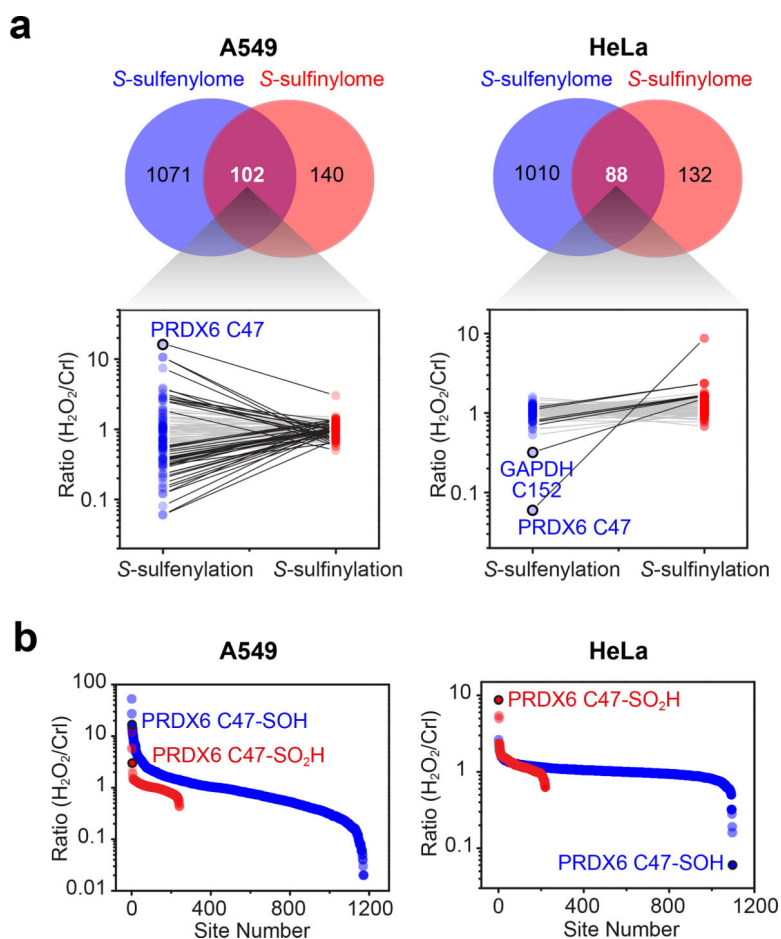 a
A549
S-sulfenylome S-sulfinylome
1071 102 140
HeLa
S-sulfenylome S-sulfinylome
1010 88 132
Ratio (H₂O₂/Crl)
10
1
0.1
PRDX6 C47
S-sulfenylation S-sulfinylation
Ratio (H₂O₂/Crl)
10
1
0.1
GAPDH
C152
PRDX6 C47
S-sulfenylation S-sulfinylation
b
A549
Ratio (H₂O₂/Crl)
100
10
1
0.1
0.01
PRDX6 C47-SOH
PRDX6 C47-SO₂H
0 400 800 1200
Site Number
HeLa
Ratio (H₂O₂/Crl)
10
1
0.1
PRDX6 C47-SO₂H
PRDX6 C47-SOH
0 400 800 1200
Site Number